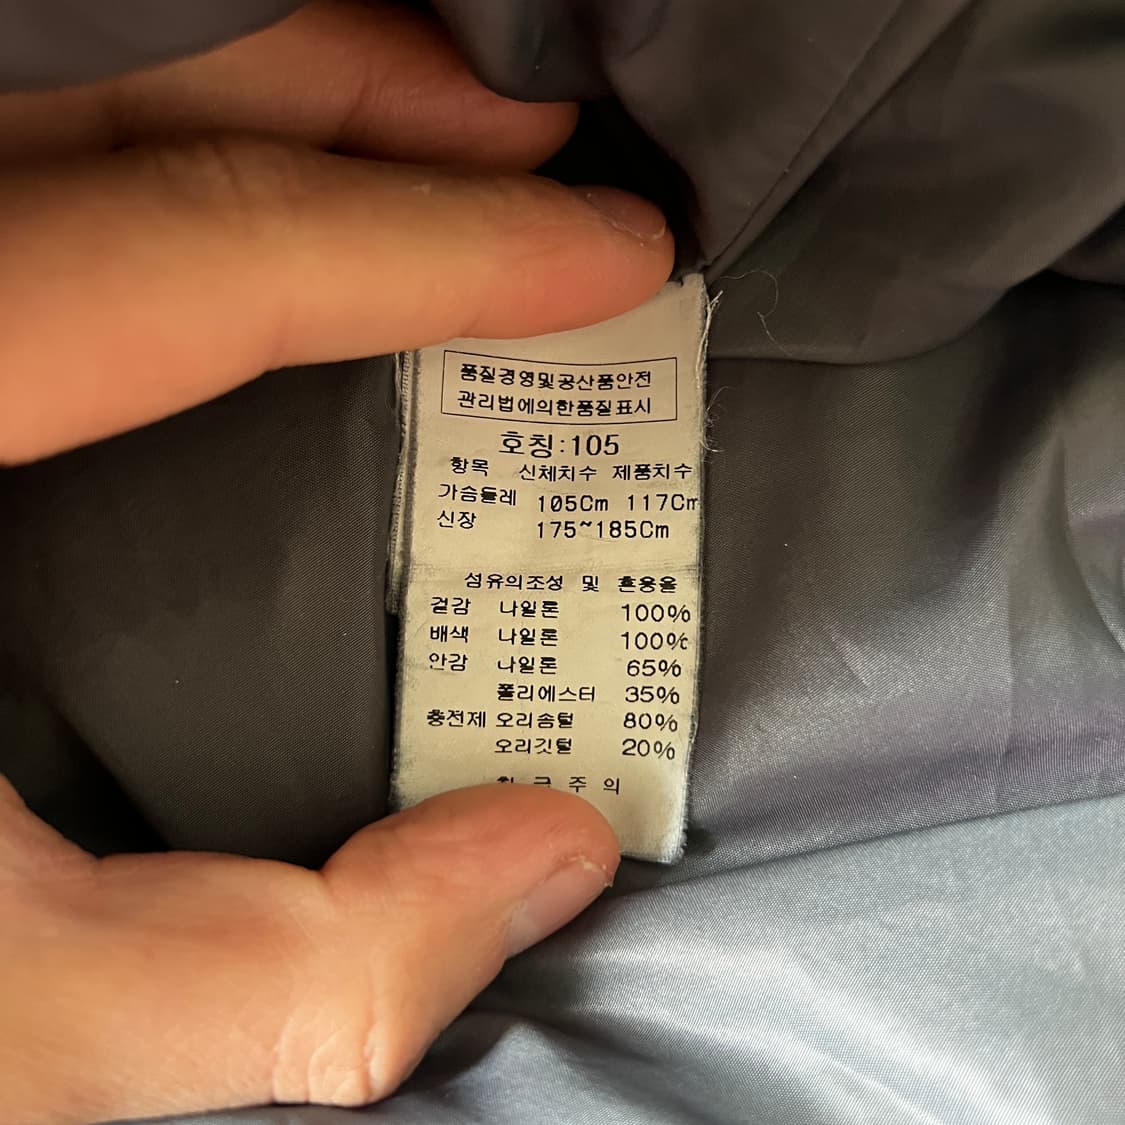 품질경영및공산품안전
관리법에의한품질표시
호칭:105
항목 신체치수 제품치수
가슴둘레 105Cm 117Cm
신장 175~185Cm
섬유의조성 및 혼용율
겉감 나일론 100%
배색 나일론 100%
안감 나일론 65%
폴리에스터 35%
충전제 오리솜털 80%
오리깃털 20%
취급주의